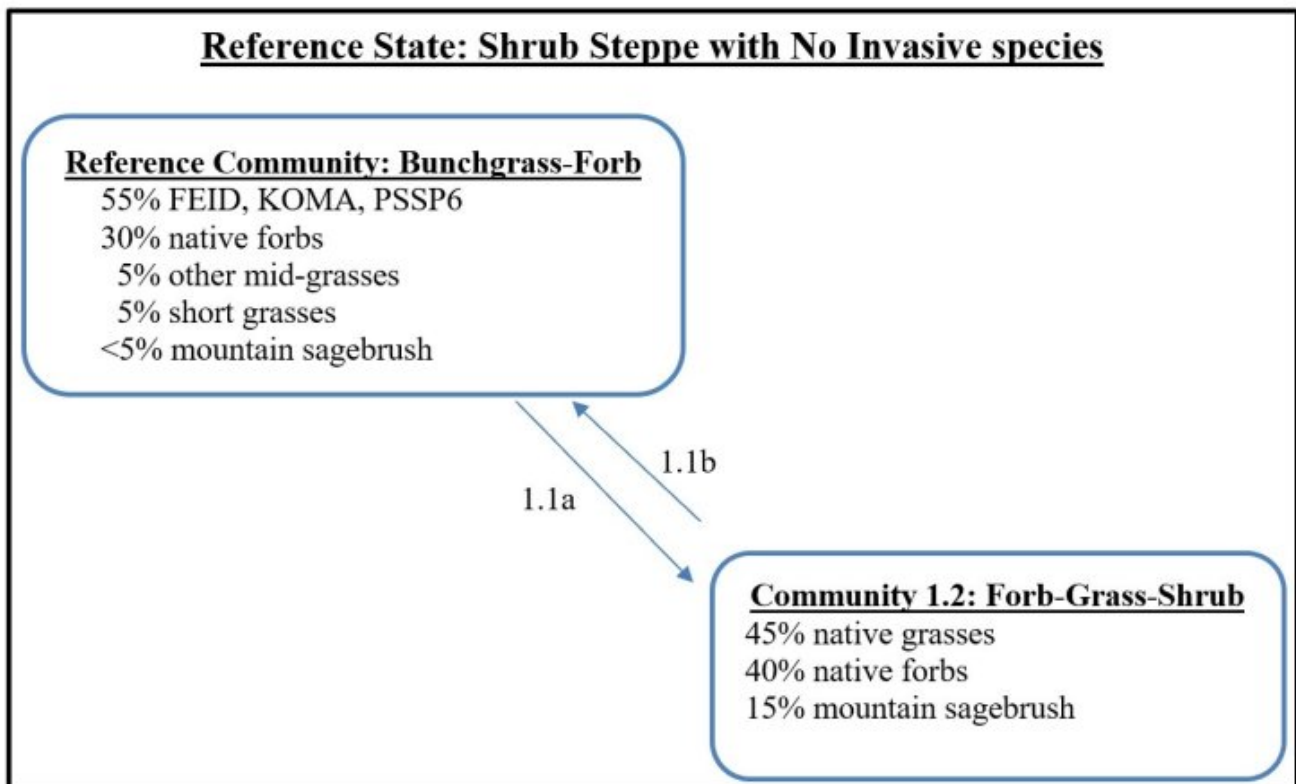 Reference State: Shrub Steppe with No Invasive species
Reference Community: Bunchgrass-Forb
55% FEID, KOMA, PSSP6
30% native forbs
5% other mid-grasses
5% short grasses
<5% mountain sagebrush
1.1b
1.1a
Community 1.2: Forb-Grass-Shrub
45% native grasses
40% native forbs
15% mountain sagebrush